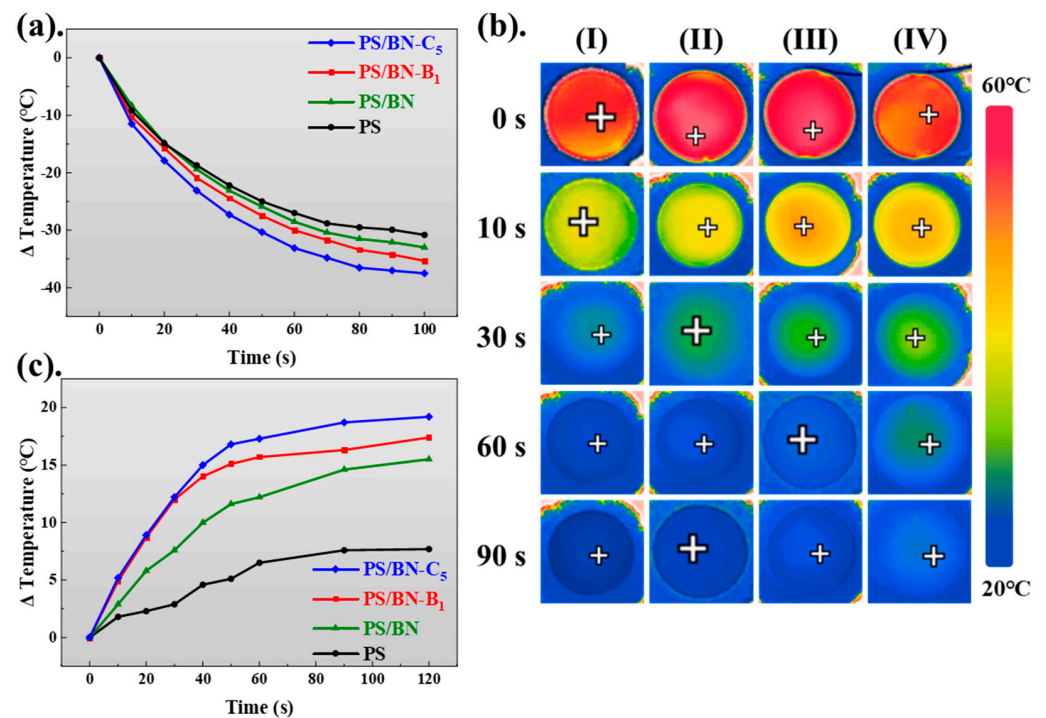 (a).
Δ Temperature (°C)
0
-10
-20
-30
-40
0 20 40 60 80 100
Time (s)
PS/BN-C5
PS/BN-B1
PS/BN
PS
(b).
(I) (II) (III) (IV)
0 s
10 s
30 s
60 s
90 s
60°C
20°C
(c).
Δ Temperature (°C)
20
15
10
5
0
0 20 40 60 80 100 120
Time (s)
PS/BN-C5
PS/BN-B1
PS/BN
PS